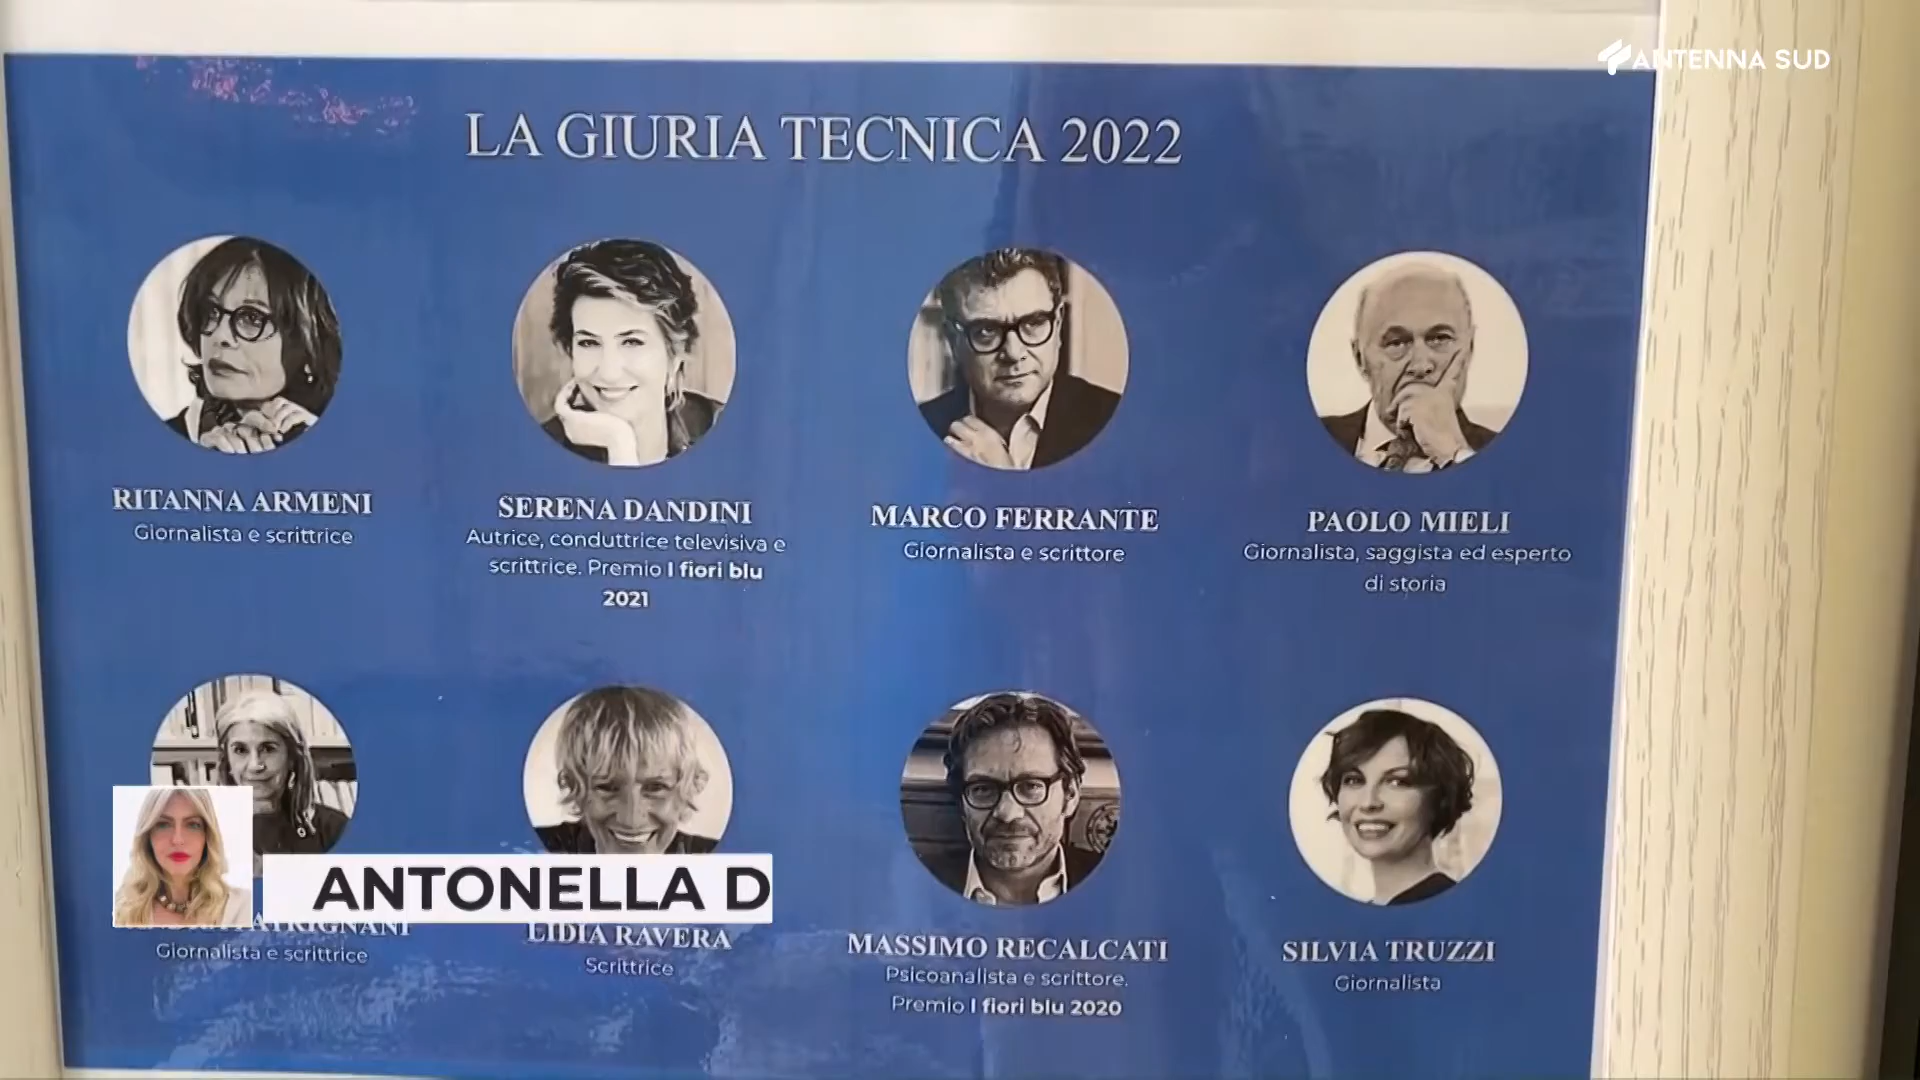 ANTENNA SUD
LA GIURIA TECNICA 2022
RITANNA ARMENI
Giornalista e scrittrice
SERENA DANDINI
Autrice, conduttrice televisiva e
scrittrice. Premio I fiori blu
2021
MARCO FERRANTE
Giornalista e scrittore
PAOLO MIELI
Giornalista, saggista ed esperto
di storia
ANTONELLA D
PATRIGNANI
Giornalista e scrittrice
LIDIA RAVERA
Scrittrice
MASSIMO RECALCATI
Psicoanalista e scrittore.
Premio I fiori blu 2020
SILVIA TRUZZI
Giornalista